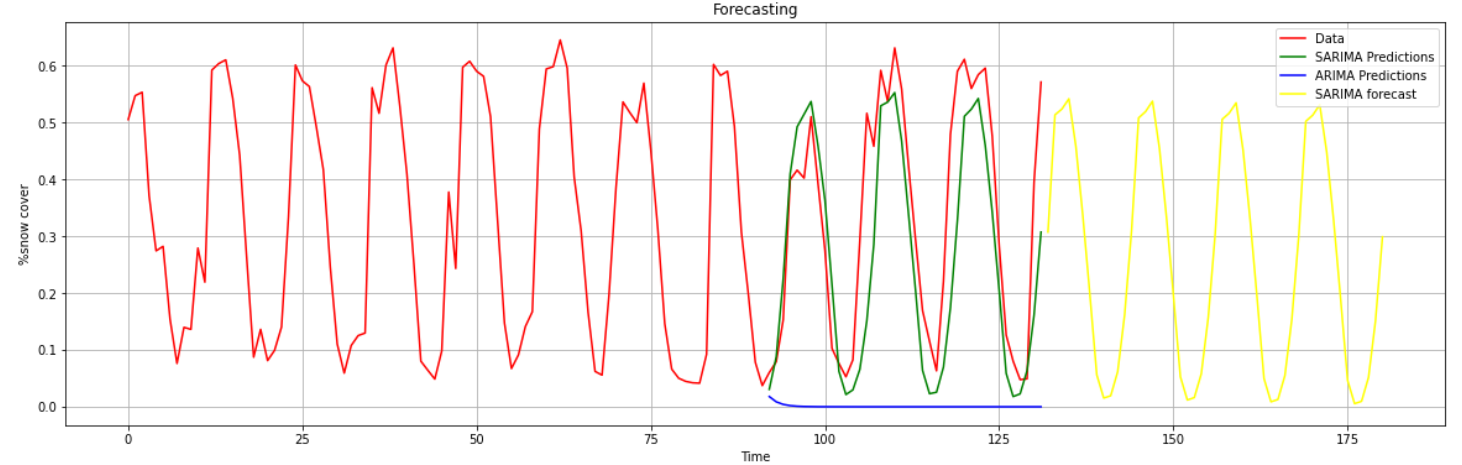 Forecasting
%snow cover
0.6
0.5
0.4
0.3
0.2
0.1
0.0
0
25
50
75
100
125
150
175
Time
Data
SARIMA Predictions
ARIMA Predictions
SARIMA forecast